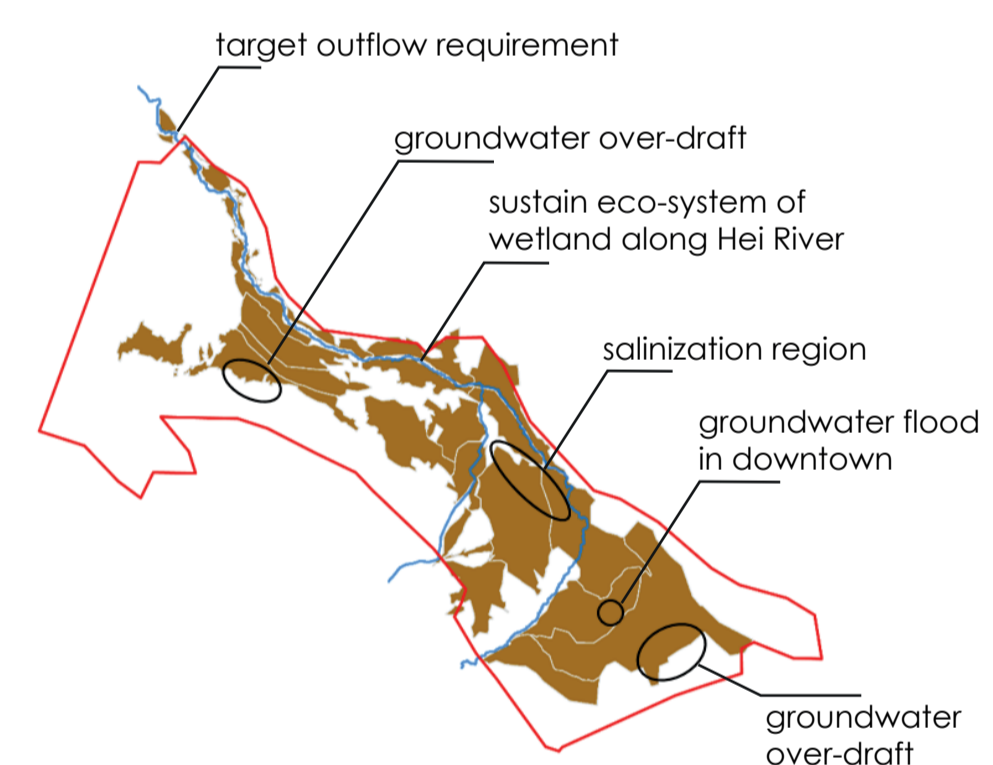 target outflow requirement
groundwater over-draft
sustain eco-system of
wetland along Hei River
salinization region
groundwater flood
in downtown
groundwater
over-draft